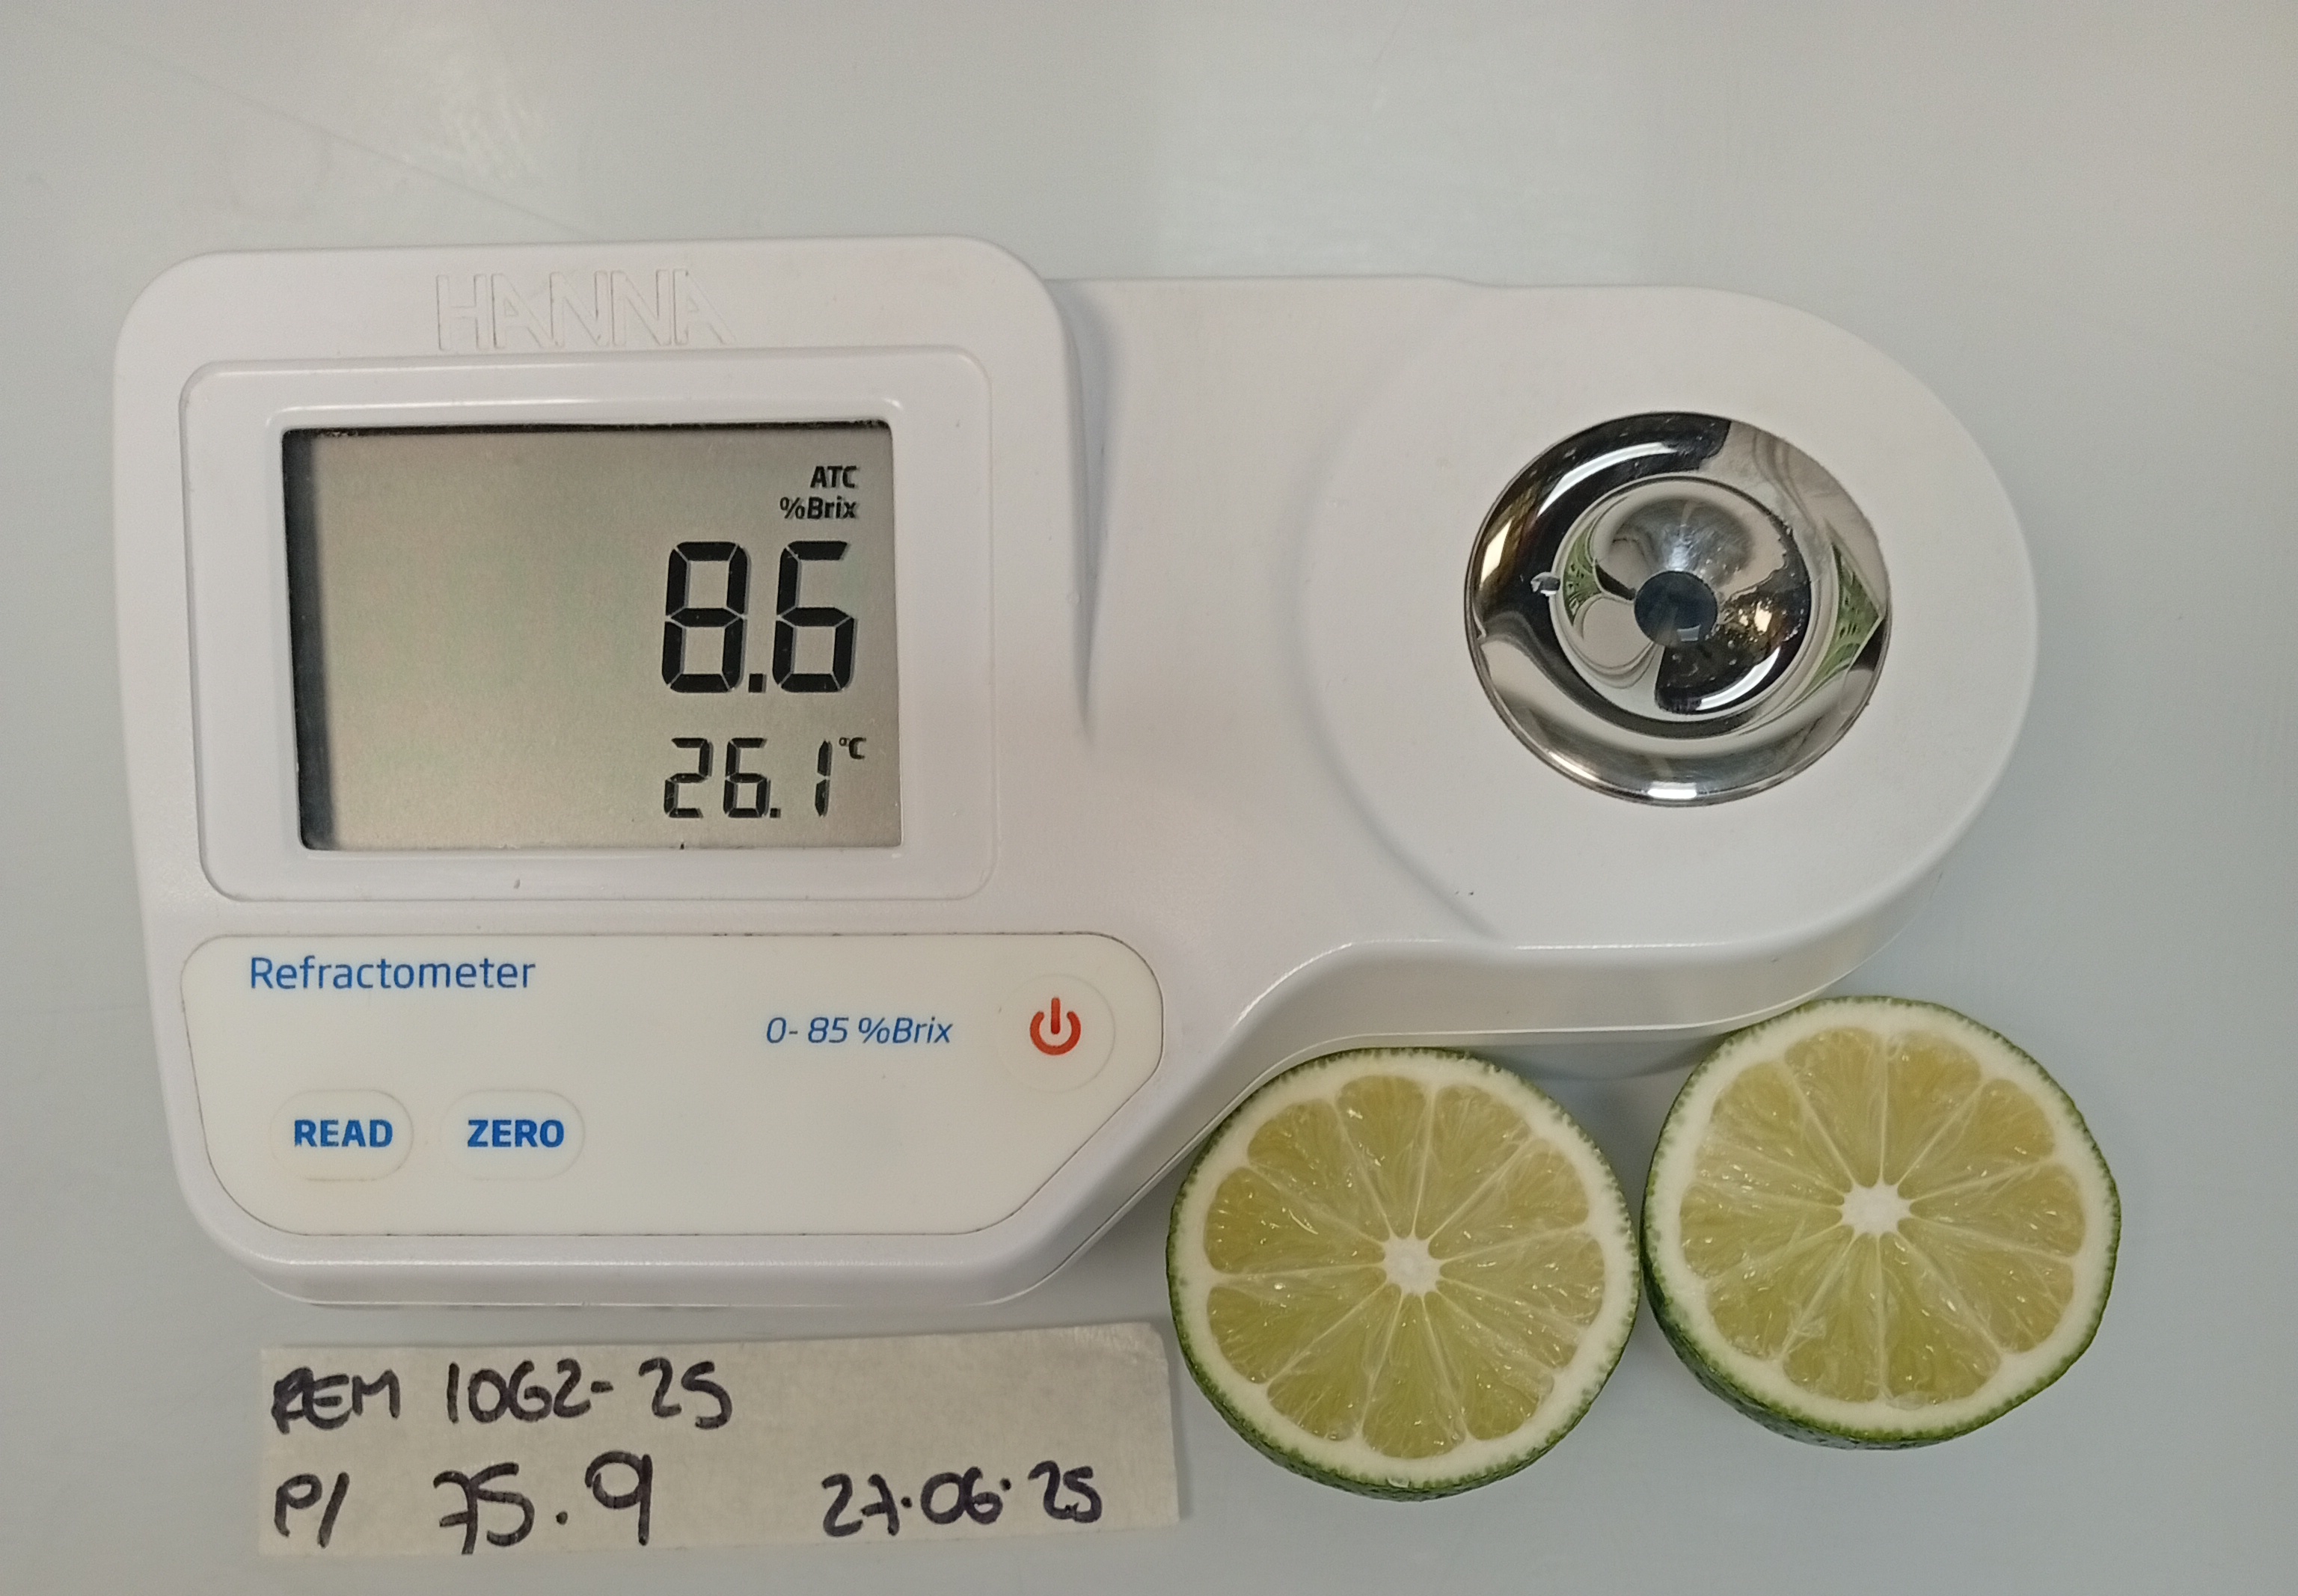 HANNA
ATC
%Brix
8.6
26.1°C
Refractometer
0-85 %Brix
READ ZERO
REM 1062-25
P/ 75.9 27.06.25